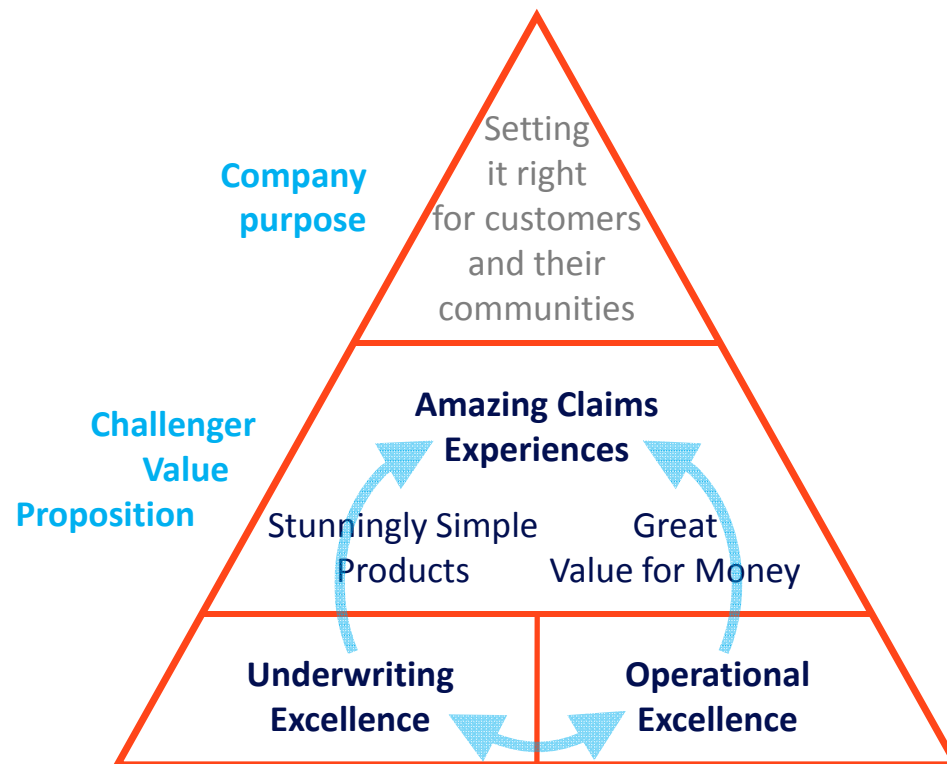 Setting
it right
for customers
and their
communities
Company
purpose
Amazing Claims
Experiences
Challenger
Value
Proposition
Stunningly Simple
Products
Great
Value for Money
Underwriting
Excellence
Operational
Excellence